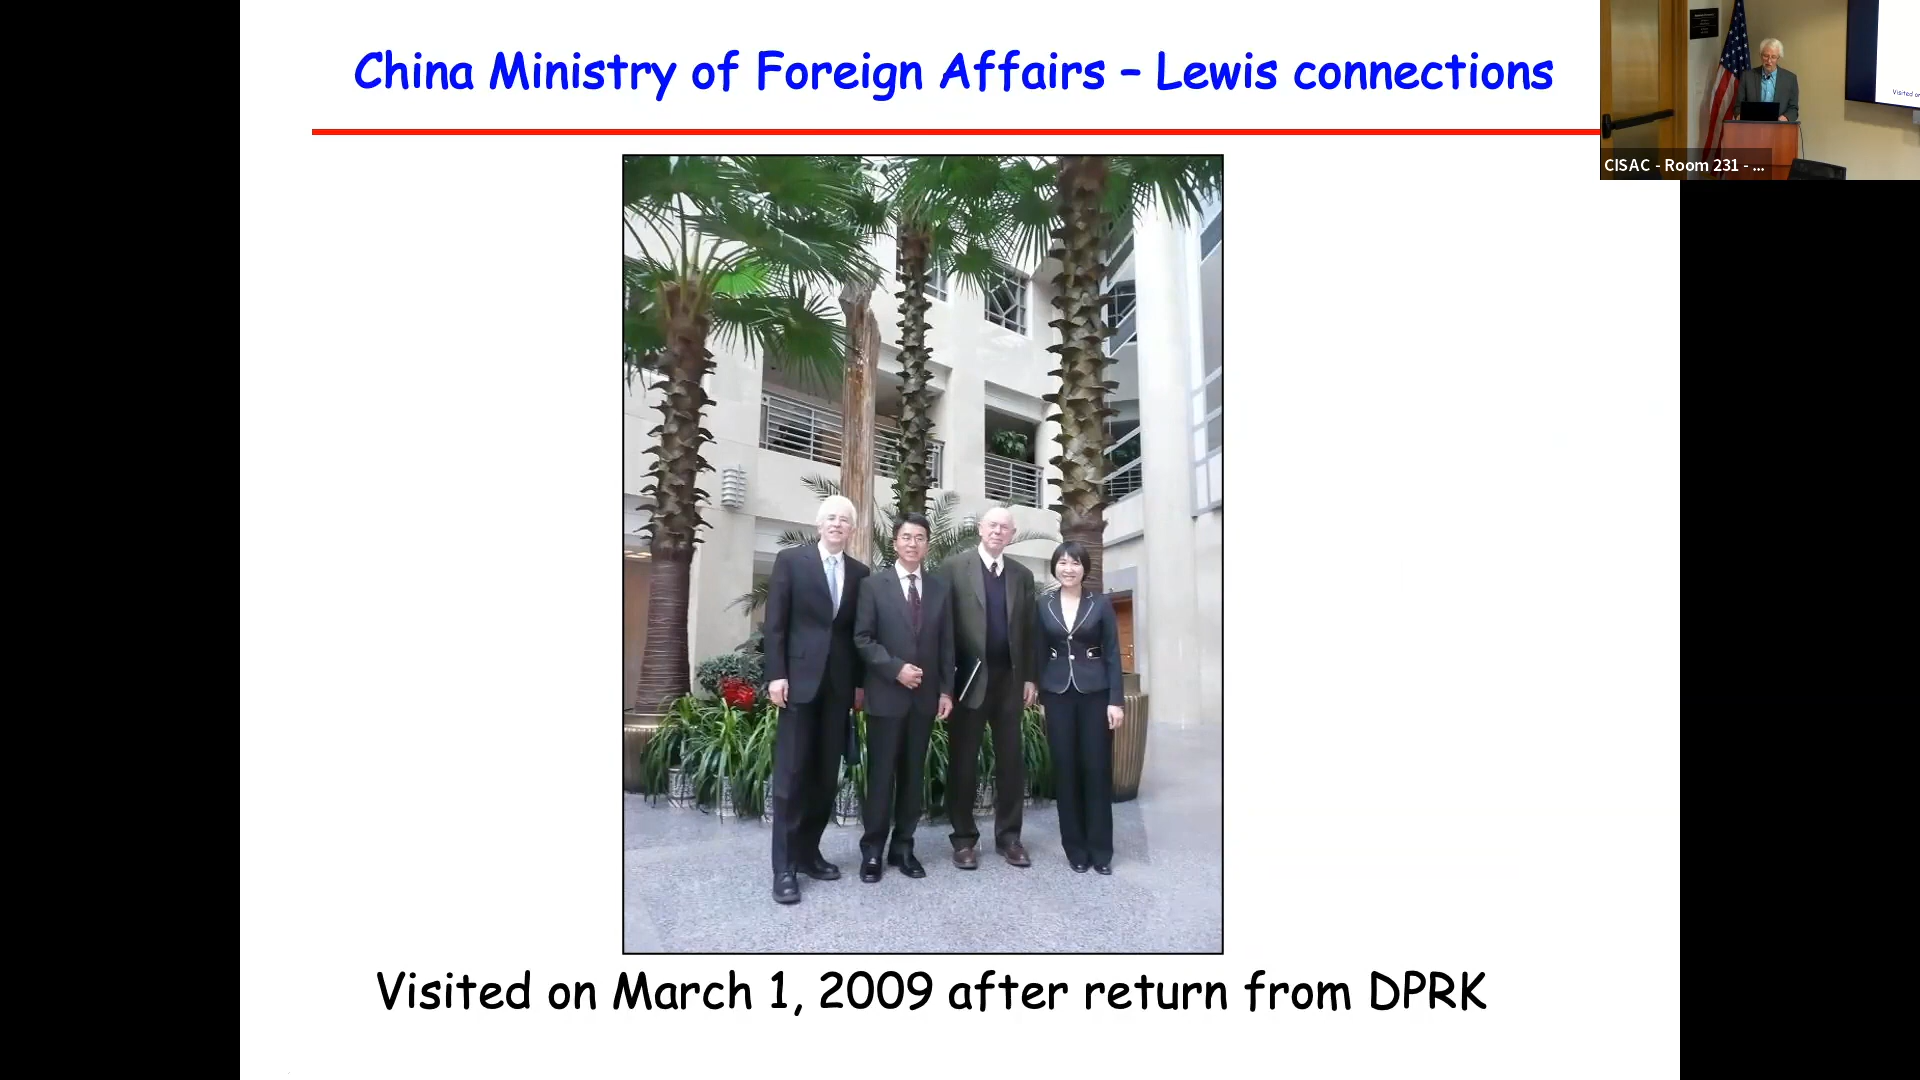 China Ministry of Foreign Affairs – Lewis connections
CISAC - Room 231 - ...
Visited on March 1, 2009 after return from DPRK